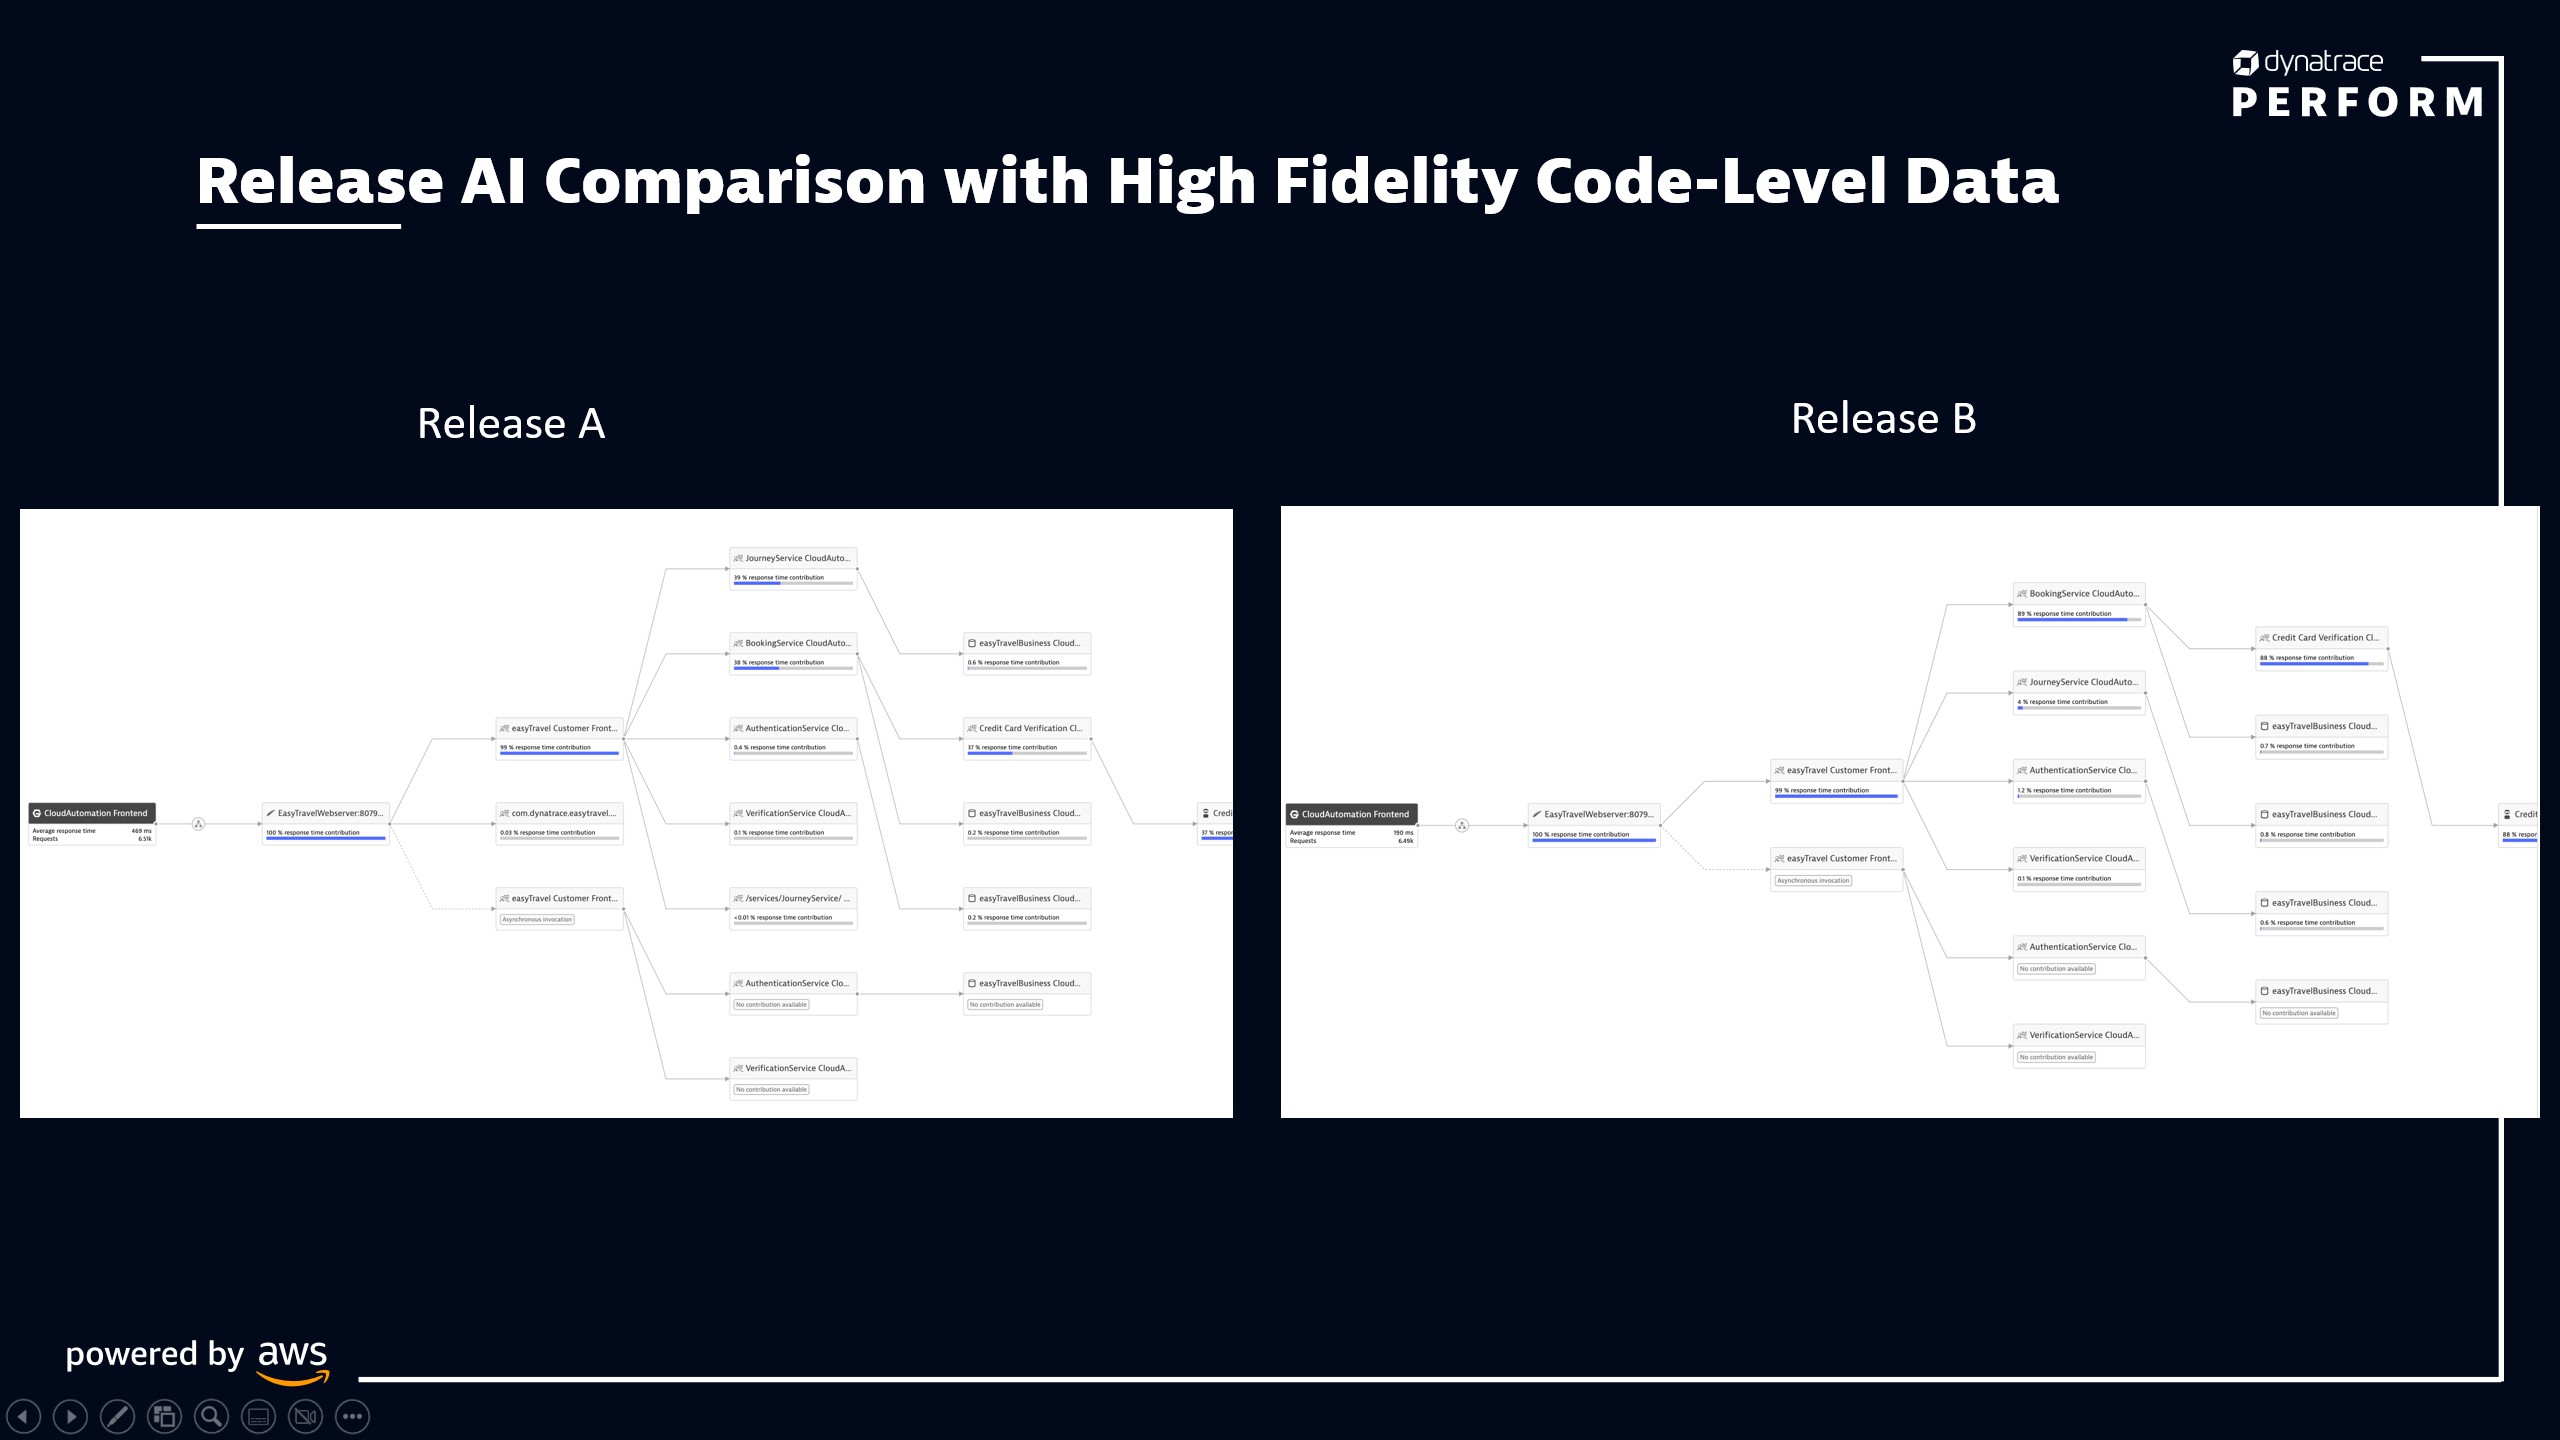 dynatrace
PERFORM
Release AI Comparison with High Fidelity Code-Level Data
Release A
Release B
JourneyService CloudAuto...
39 % response time contribution
BookingService CloudAuto...
38 % response time contribution
easyTravelBusiness Cloud...
0.6 % response time contribution
easyTravel Customer Front...
99 % response time contribution
AuthenticationService Clo...
0.4 % response time contribution
Credit Card Verification Cl...
37 % response time contribution
CloudAutomation Frontend
Average response time 469 ms
Requests 6.51k
EasyTravelWebserver:8079...
100 % response time contribution
com.dynatrace.easytravel....
0.03 % response time contribution
VerificationService CloudA...
0.1 % response time contribution
easyTravelBusiness Cloud...
0.2 % response time contribution
Credi
37 % respor
easyTravel Customer Front...
Asynchronous invocation
/services/JourneyService/ ...
<0.01 % response time contribution
easyTravelBusiness Cloud...
0.2 % response time contribution
AuthenticationService Clo...
No contribution available
easyTravelBusiness Cloud...
No contribution available
VerificationService CloudA...
No contribution available
BookingService CloudAuto...
89 % response time contribution
Credit Card Verification Cl...
88 % response time contribution
JourneyService CloudAuto...
4 % response time contribution
easyTravelBusiness Cloud...
0.7 % response time contribution
easyTravel Customer Front...
99 % response time contribution
AuthenticationService Clo...
1.2 % response time contribution
CloudAutomation Frontend
Average response time 190 ms
Requests 6.49k
EasyTravelWebserver:8079...
100 % response time contribution
easyTravelBusiness Cloud...
0.8 % response time contribution
Credit
88 % respor
easyTravel Customer Front...
Asynchronous invocation
VerificationService CloudA...
0.1 % response time contribution
easyTravelBusiness Cloud...
0.6 % response time contribution
AuthenticationService Clo...
No contribution available
easyTravelBusiness Cloud...
No contribution available
VerificationService CloudA...
No contribution available
powered by aws